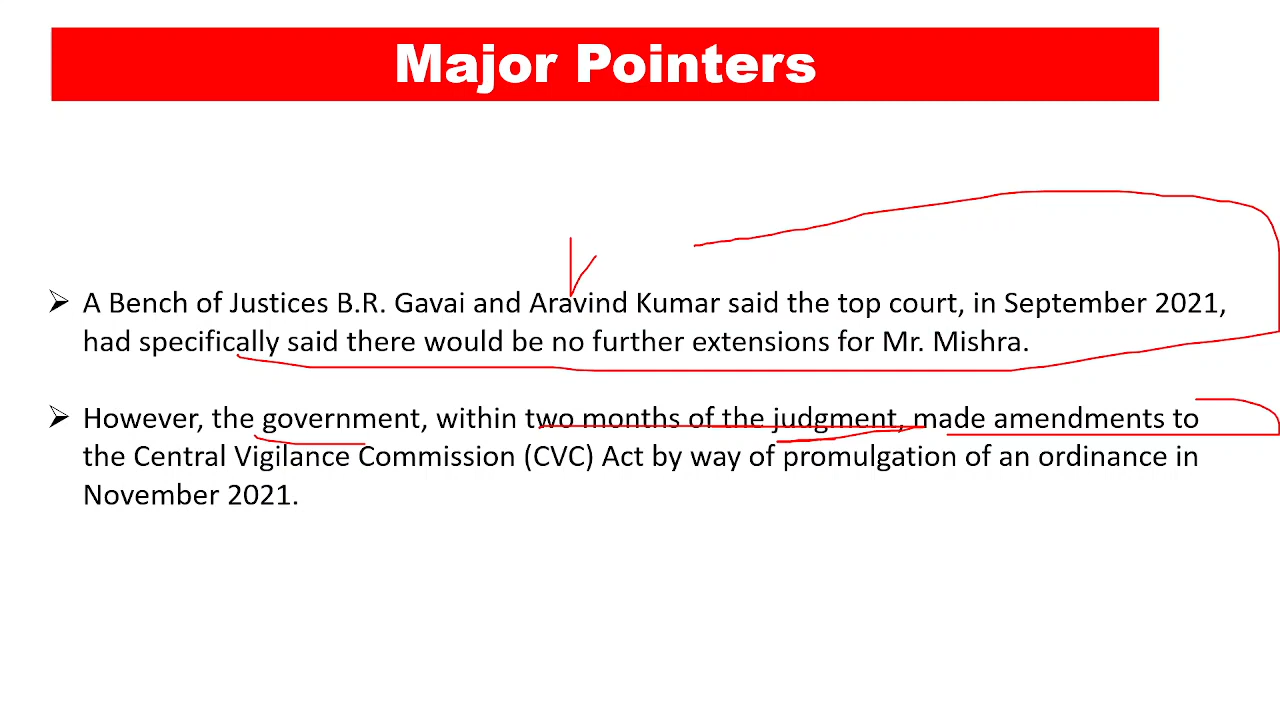 Major Pointers
➢ A Bench of Justices B.R. Gavai and Aravind Kumar said the top court, in September 2021,
had specifically said there would be no further extensions for Mr. Mishra.
➢ However, the government, within two months of the judgment, made amendments to
the Central Vigilance Commission (CVC) Act by way of promulgation of an ordinance in
November 2021.